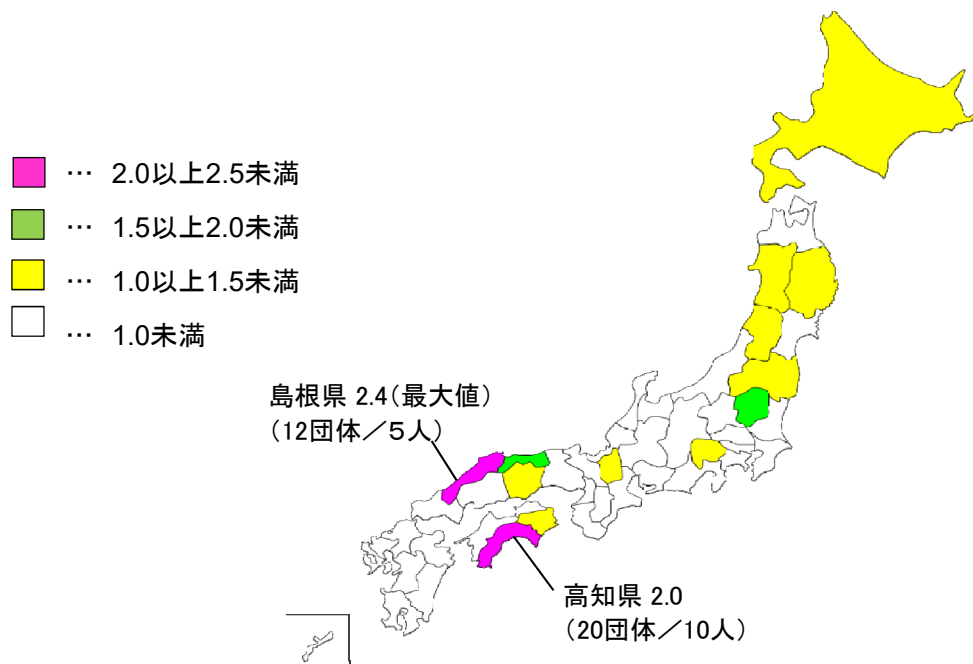 … 2.0以上2.5未満
… 1.5以上2.0未満
… 1.0以上1.5未満
… 1.0未満
島根県 2.4(最大値)
(12団体/5人)
高知県 2.0
(20団体/10人)